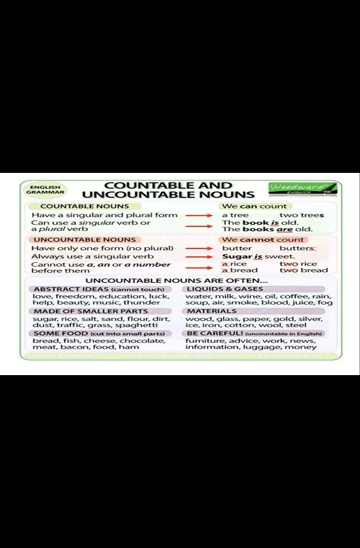 ENGLISH
GRAMMAR
COUNTABLE AND
UNCOUNTABLE NOUNS
Woodward
COUNTABLE NOUNS
We can count
Have a singular and plural form
a tree two trees
Can use a singular verb or
a plural verb
The book is old.
The books are old.
UNCOUNTABLE NOUNS
We cannot count
Have only one form (no plural)
butter butters
Always use a singular verb
Sugar is sweet.
Cannot use a, an or a number
before them
a rice two rice
a bread two bread
UNCOUNTABLE NOUNS ARE OFTEN...
ABSTRACT IDEAS (cannot touch)
love, freedom, education, luck,
help, beauty, music, thunder
LIQUIDS & GASES
water, milk, wine, oil, coffee, rain,
soup, air, smoke, blood, juice, fog
MADE OF SMALLER PARTS
sugar, rice, salt, sand, flour, dirt,
dust, traffic, grass, spaghetti
MATERIALS
wood, glass, paper, gold, silver,
ice, iron, cotton, wool, steel
SOME FOOD (cut into small parts)
bread, fish, cheese, chocolate,
meat, bacon, food, ham
BE CAREFUL! (uncountable in English)
furniture, advice, work, news,
information, luggage, money